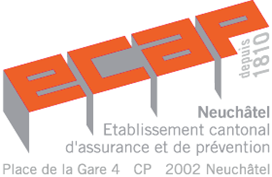 ecap
depuis
1810
Neuchâtel
Etablissement cantonal
d'assurance et de prévention
Place de la Gare 4 CP 2002 Neuchâtel